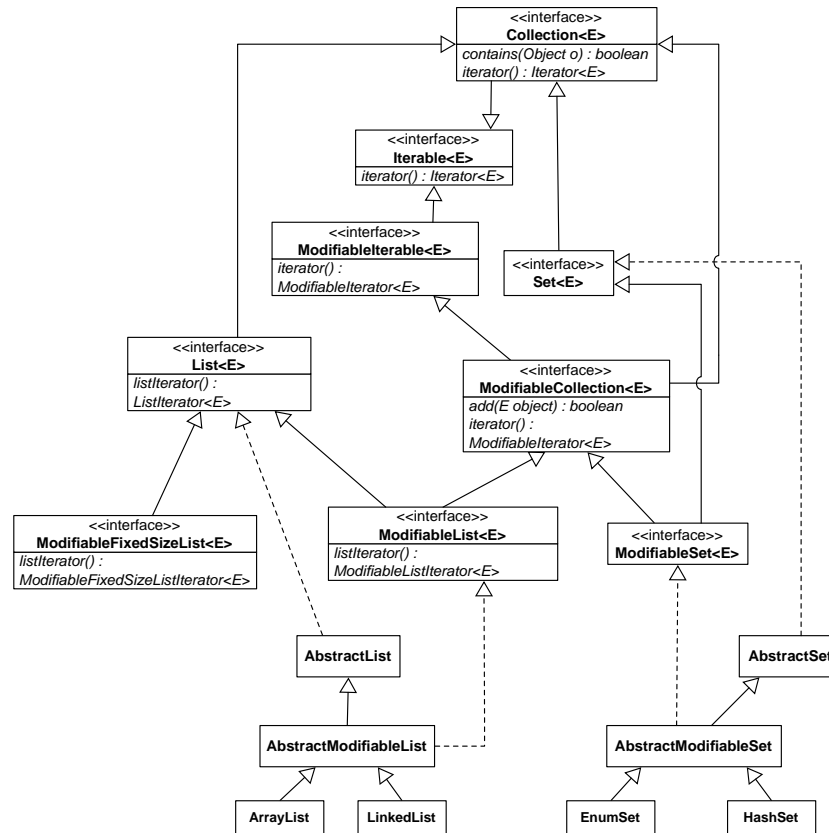 <<interface>>
Collection<E>
contains(Object o) : boolean
iterator() : Iterator<E>
<<interface>>
Iterable<E>
iterator() : Iterator<E>
<<interface>>
ModifiableIterable<E>
iterator() :
ModifiableIterator<E>
<<interface>>
Set<E>
<<interface>>
List<E>
listIterator() :
ListIterator<E>
<<interface>>
ModifiableCollection<E>
add(E object) : boolean
iterator() :
ModifiableIterator<E>
<<interface>>
ModifiableFixedSizeList<E>
listIterator() :
ModifiableFixedSizeListIterator<E>
<<interface>>
ModifiableList<E>
listIterator() :
ModifiableListIterator<E>
<<interface>>
ModifiableSet<E>
AbstractList
AbstractSet
AbstractModifiableList
AbstractModifiableSet
ArrayList
LinkedList
EnumSet
HashSet